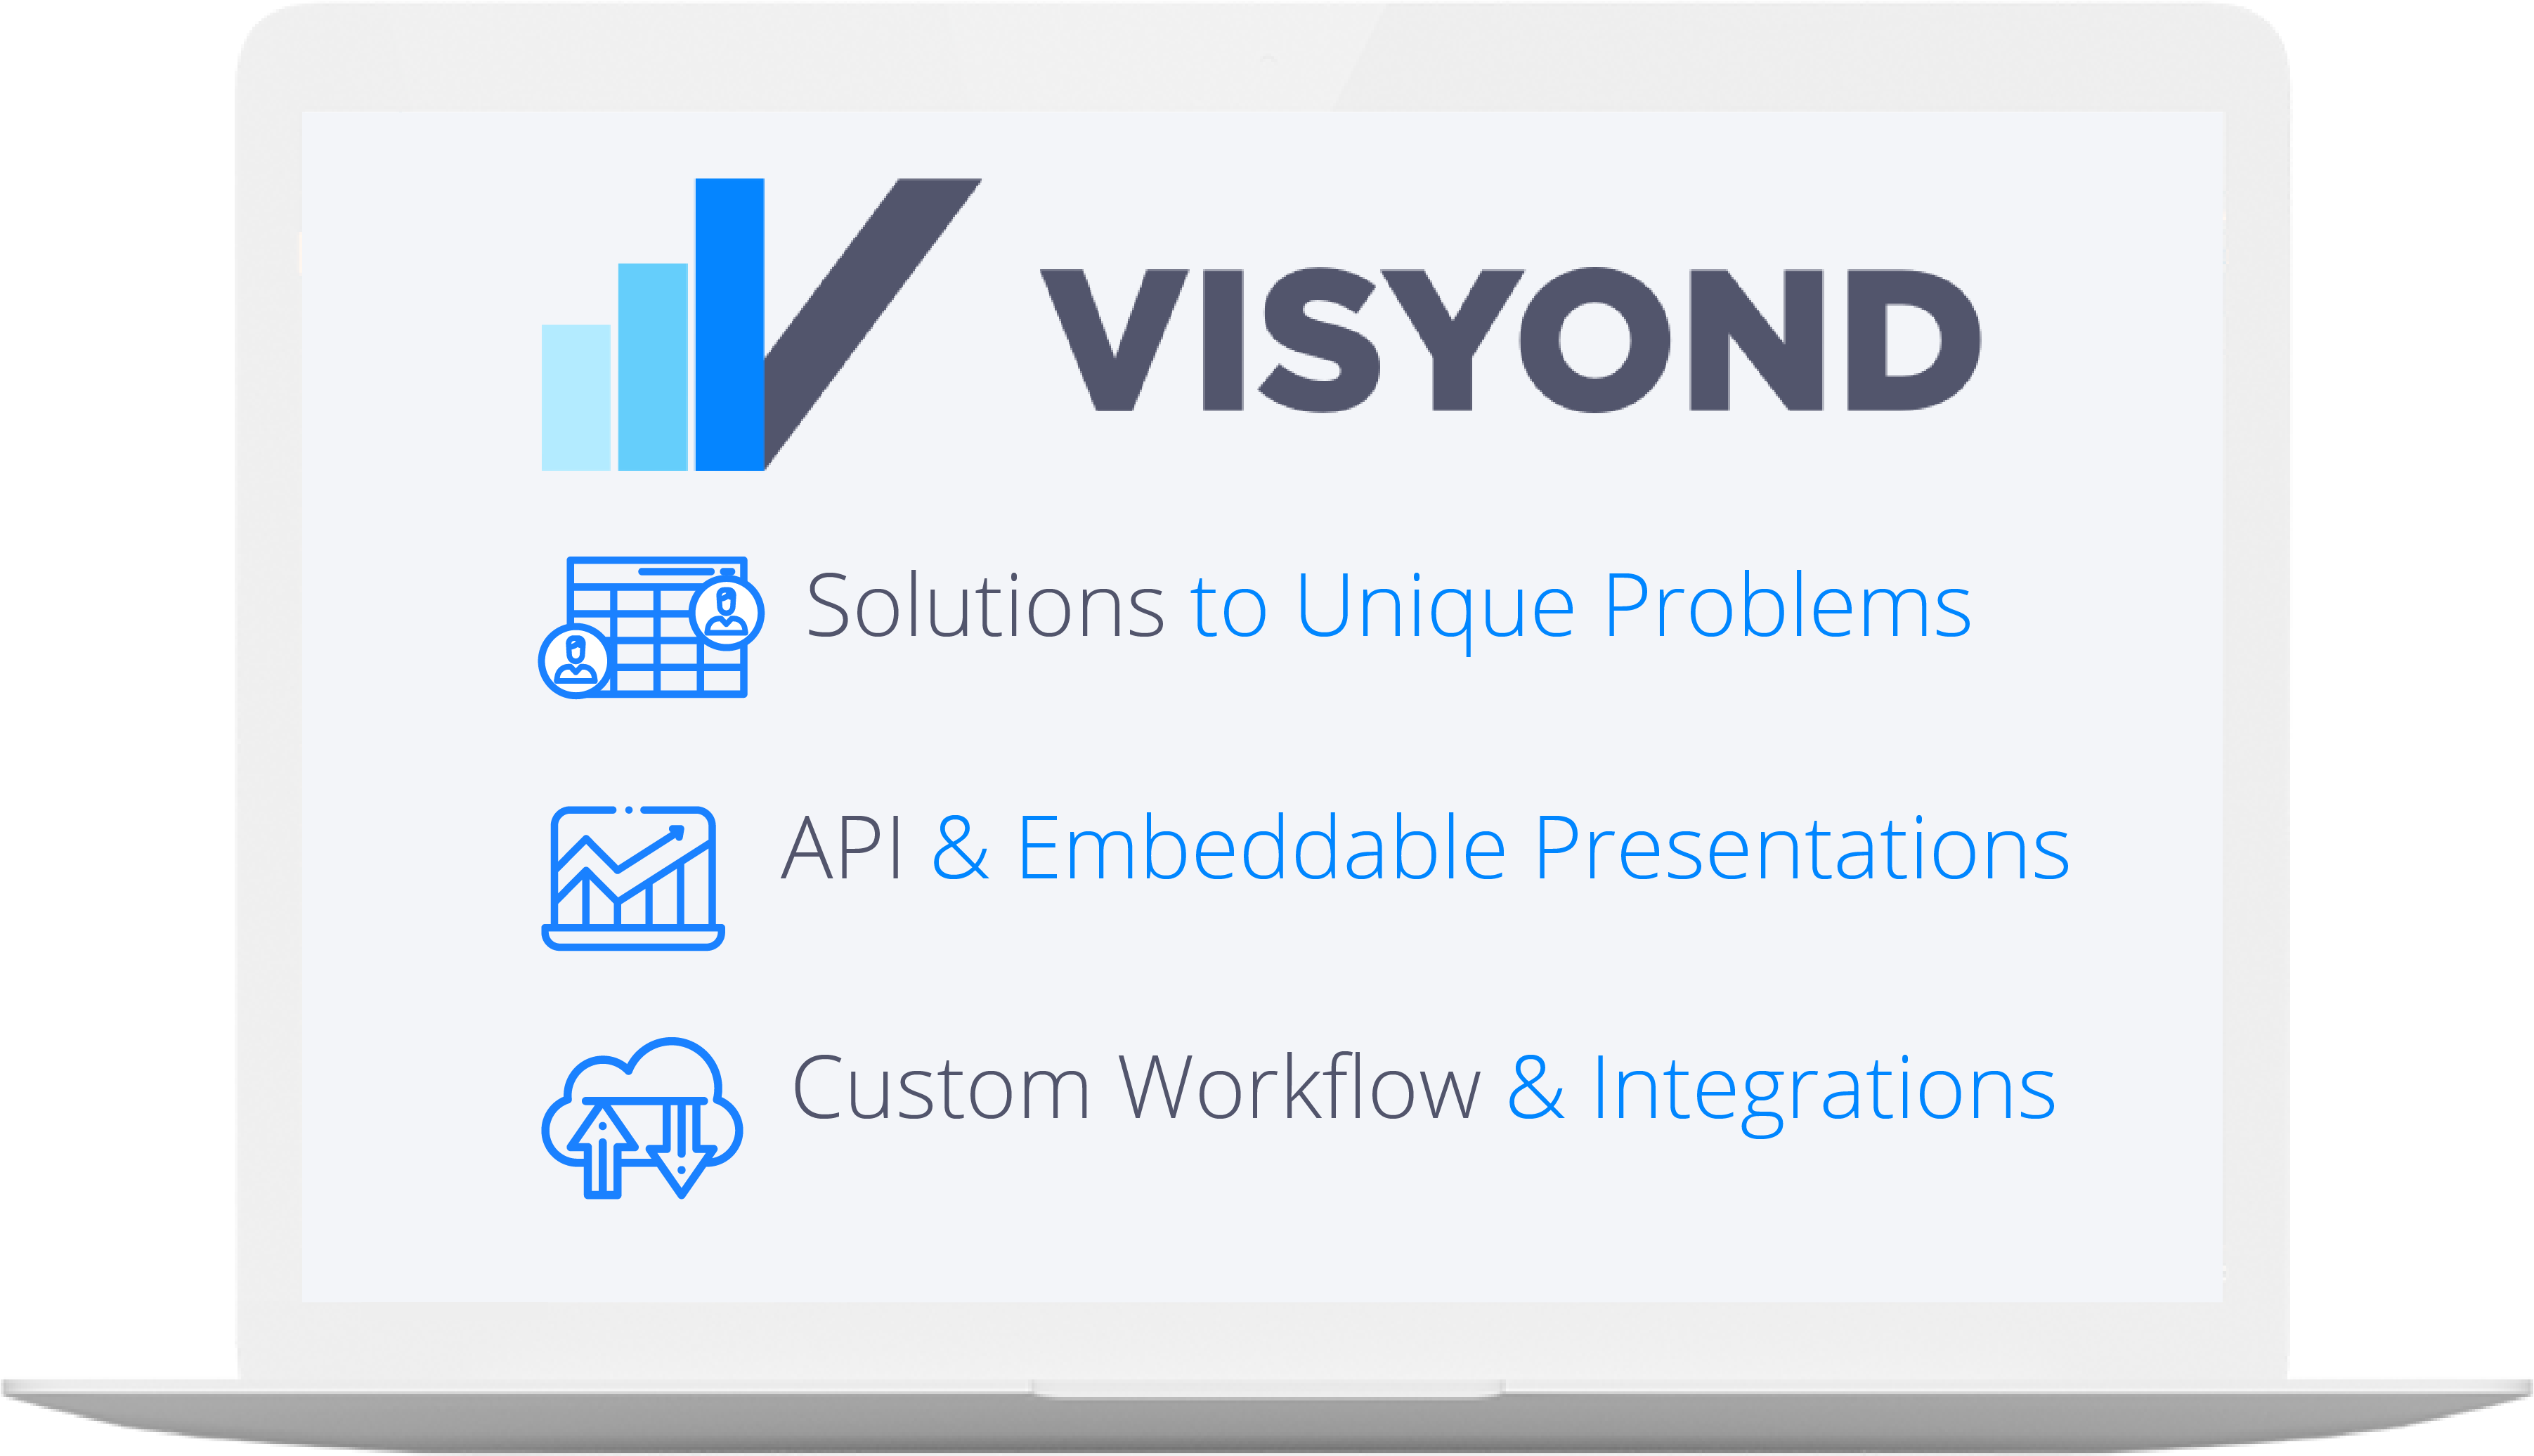 VISYOND
Solutions to Unique Problems
API & Embeddable Presentations
Custom Workflow & Integrations